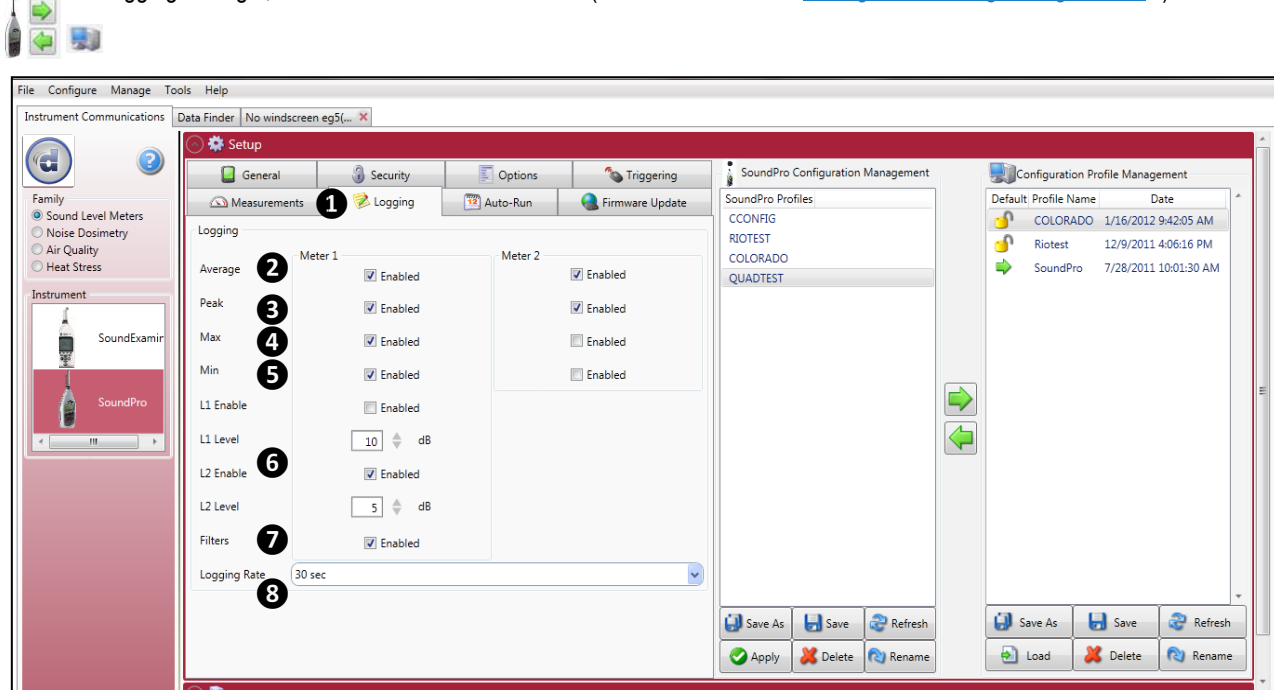 File Configure Manage Tools Help
Instrument Communications Data Finder No windscreen eg5(...
Setup
General Security Options Triggering
Measurements 1 Logging Auto-Run Firmware Update
Family
Sound Level Meters
Noise Dosimetry
Air Quality
Heat Stress
Instrument
SoundExamir
SoundPro
Logging
Meter 1 Meter 2
Average 2 Enabled Enabled
Peak 3 Enabled Enabled
Max 4 Enabled Enabled
Min 5 Enabled Enabled
L1 Enable Enabled
L1 Level 10 dB
6
L2 Enable Enabled
L2 Level 5 dB
Filters 7 Enabled
Logging Rate 30 sec
8
SoundPro Configuration Management
SoundPro Profiles
CCONFIG
RIOTEST
COLORADO
QUADTEST
Save As Save Refresh
Apply Delete Rename
Configuration Profile Management
Default Profile Name Date
COLORADO 1/16/2012 9:42:05 AM
Riotest 12/9/2011 4:06:16 PM
SoundPro 7/28/2011 10:01:30 AM
Save As Save Refresh
Load Delete Rename